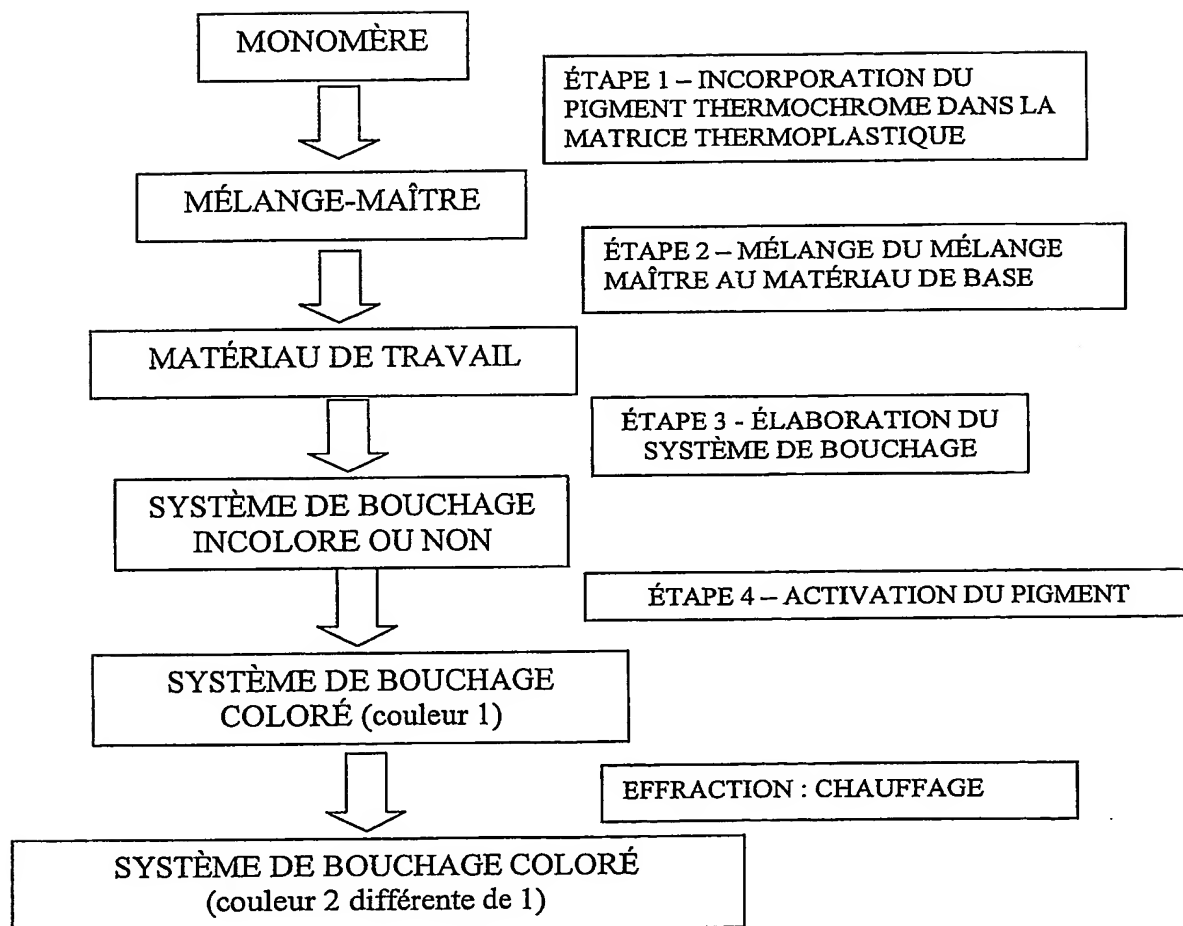 MONOMÈRE
ÉTAPE 1 – INCORPORATION DU
PIGMENT THERMOCHROME DANS LA
MATRICE THERMOPLASTIQUE
MÉLANGE-MAÎTRE
ÉTAPE 2 – MÉLANGE DU MÉLANGE
MAÎTRE AU MATÉRIAU DE BASE
MATÉRIAU DE TRAVAIL
ÉTAPE 3 - ÉLABORATION DU
SYSTÈME DE BOUCHAGE
SYSTÈME DE BOUCHAGE
INCOLORE OU NON
ÉTAPE 4 – ACTIVATION DU PIGMENT
SYSTÈME DE BOUCHAGE
COLORÉ (couleur 1)
EFFRACTION : CHAUFFAGE
SYSTÈME DE BOUCHAGE COLORÉ
(couleur 2 différente de 1)